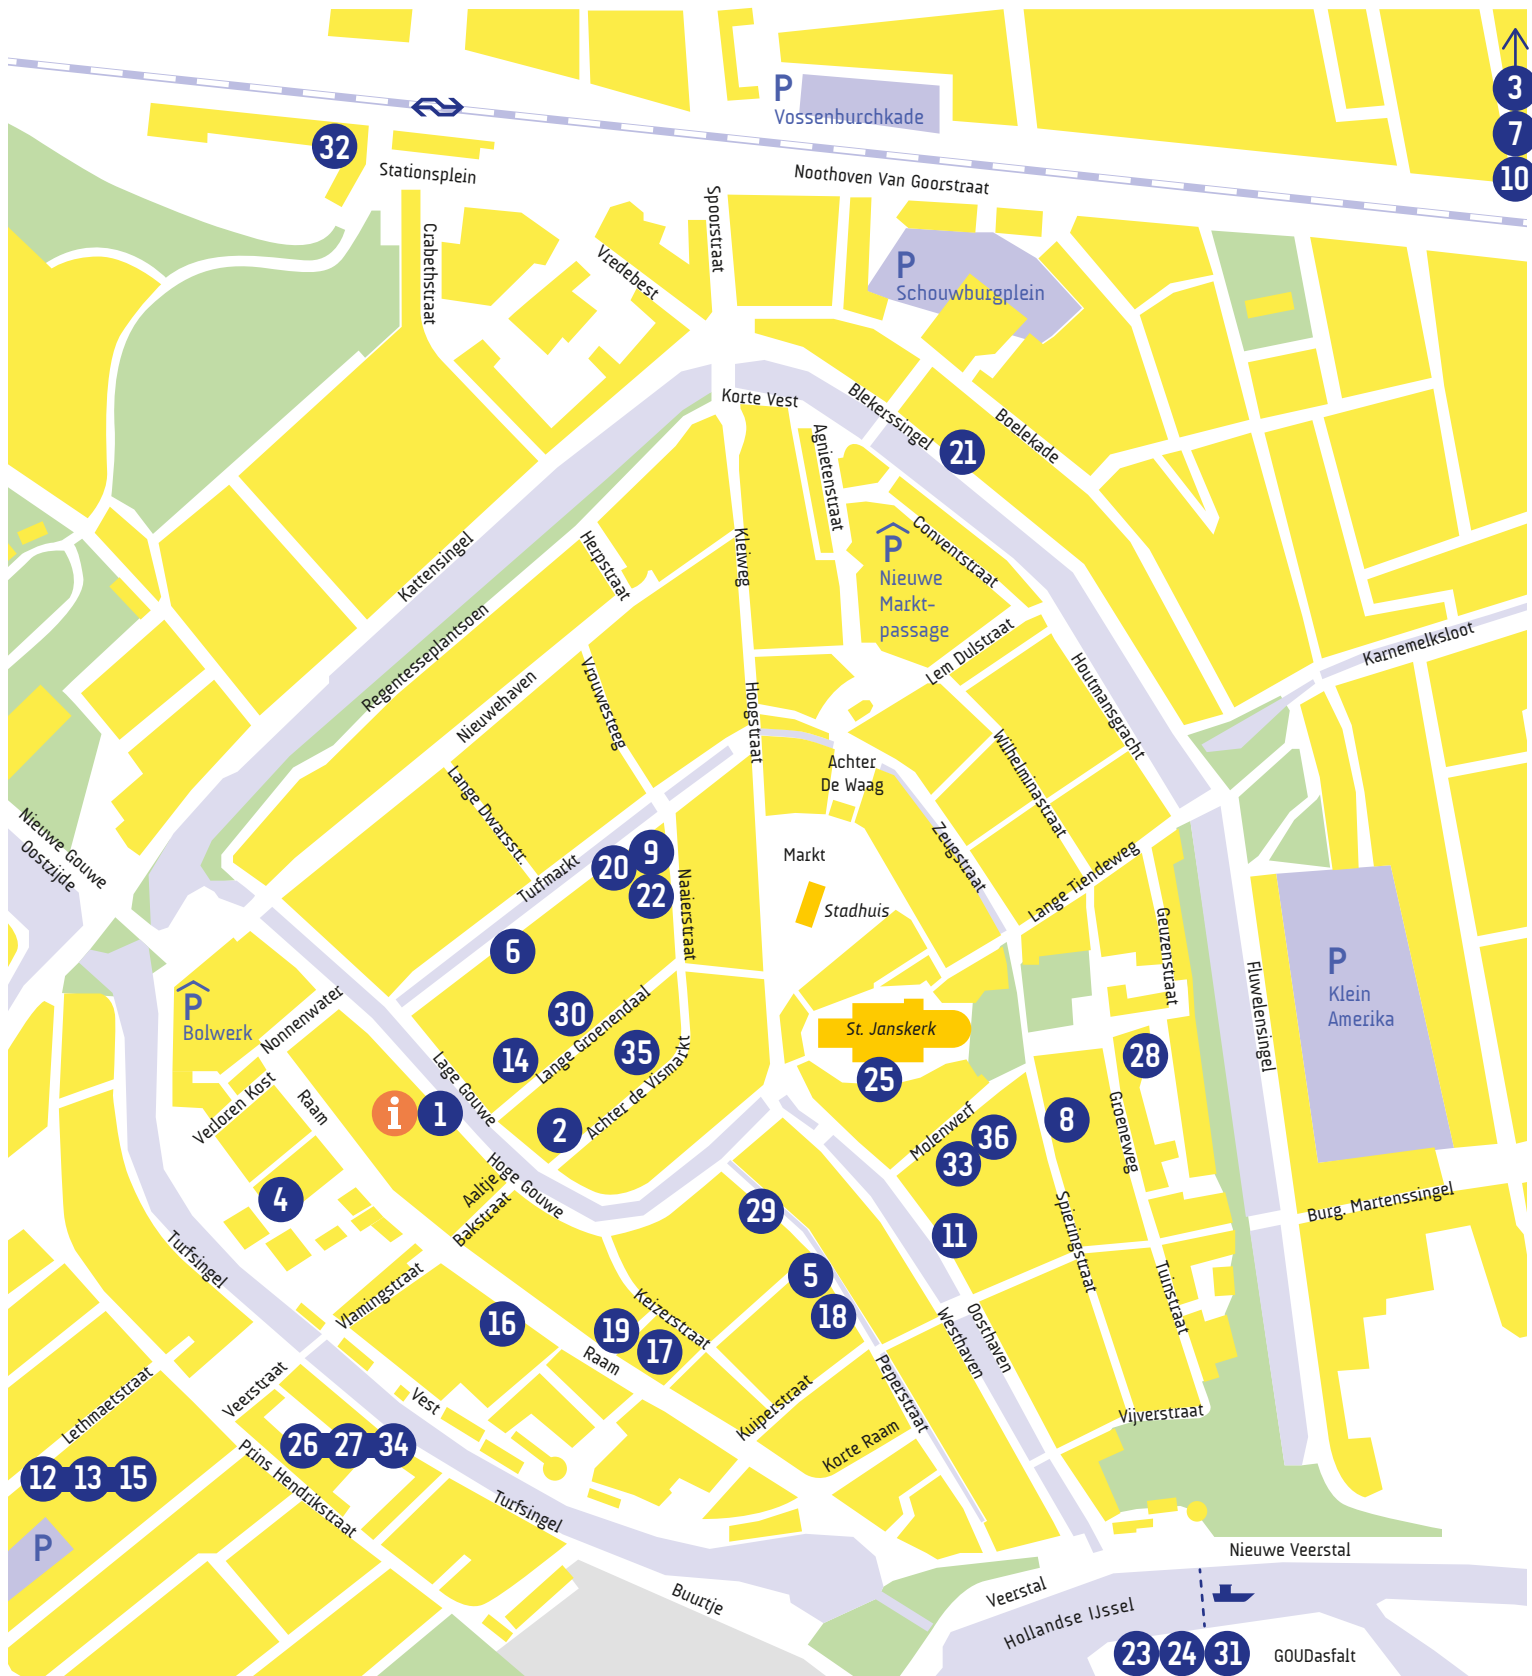 3
7
10
P
Vossenburchkade
32
Stationsplein
Noothoven Van Goorstraat
Spoorstraat
Crabethstraat
Vredebest
P
Schouwburgplein
Korte Vest
Blekerssingel
Boelekade
21
Agnietenstraat
Conventstraat
P
Nieuwe
Markt-
passage
Kleiweg
Herpstraat
Kattensingel
Regentesseplantsoen
Nieuwehaven
Vrouwesteeg
Lem Dulstraat
Karnemelksloot
Houtmansgracht
Hoogstraat
Wilhelminastraat
Achter
De Waag
Lange Dwarsstr.
Nieuwe Gouwe
Oostzijde
Turfmarkt
20
9
22
Naaierstraat
Markt
Stadhuis
Zeugstraat
Lange Tiendeweg
Geuzenstraat
Fluwelensingel
P
Klein
Amerika
6
P
Bolwerk
Nonnenwater
30
14
Lange Groenendaal
35
Achter de Vismarkt
St. Janskerk
25
28
Lage Gouwe
Verloren Kost
Raam
i
1
2
Molenwerf
36
33
8
Groeneweg
Hoge Gouwe
Aaltje
Bakstraat
4
29
11
Spieringstraat
Burg. Martenssingel
Turfsingel
Vlamingstraat
5
18
Tuinstraat
16
19
17
Keizerstraat
Raam
Westhaven
Oosthaven
Peperstraat
Kuiperstraat
Korte Raam
Vijverstraat
Veerstraat
Vest
Lethmaetstraat
26
27
34
12
13
15
Prins Hendrikstraat
Turfsingel
P
Buurtje
Veerstal
Nieuwe Veerstal
Hollandse IJssel
23
24
31
GOUDasfalt